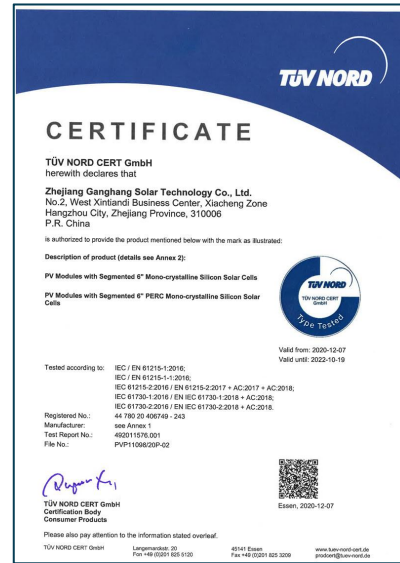 TÜV NORD
CERTIFICATE
TÜV NORD CERT GmbH
herewith declares that
Zhejiang Ganghang Solar Technology Co., Ltd.
No.2, West Xintiandi Business Center, Xiacheng Zone
Hangzhou City, Zhejiang Province, 310006
P.R. China
is authorized to provide the product mentioned below with the mark as illustrated:
Description of product (details see Annex 2):
PV Modules with Segmented 6" Mono-crystalline Silicon Solar Cells
PV Modules with Segmented 6" PERC Mono-crystalline Silicon Solar
Cells
TÜV NORD
TÜV NORD CERT
GmbH
Type Tested
Valid from: 2020-12-07
Valid until: 2022-10-19
Tested according to: IEC / EN 61215-1:2016;
IEC / EN 61215-1-1:2016;
IEC 61215-2:2016 / EN 61215-2:2017 + AC:2017 + AC:2018;
IEC 61730-1:2016 / EN IEC 61730-1:2018 + AC:2018;
IEC 61730-2:2016 / EN IEC 61730-2:2018 + AC:2018.
Registered No.: 44 780 20 406749 - 243
Manufacturer: see Annex 1
Test Report No.: 492011576.001
File No.: PVP11098/20P-02
TÜV NORD CERT GmbH
Certification Body
Consumer Products
Essen, 2020-12-07
Please also pay attention to the information stated overleaf.
TÜV NORD CERT GmbH Langemarckstr. 20 45141 Essen www.tuev-nord-cert.de
Fon +49 (0)201 825 5120 Fax +49 (0)201 825 3209 prodcert@tuev-nord.de